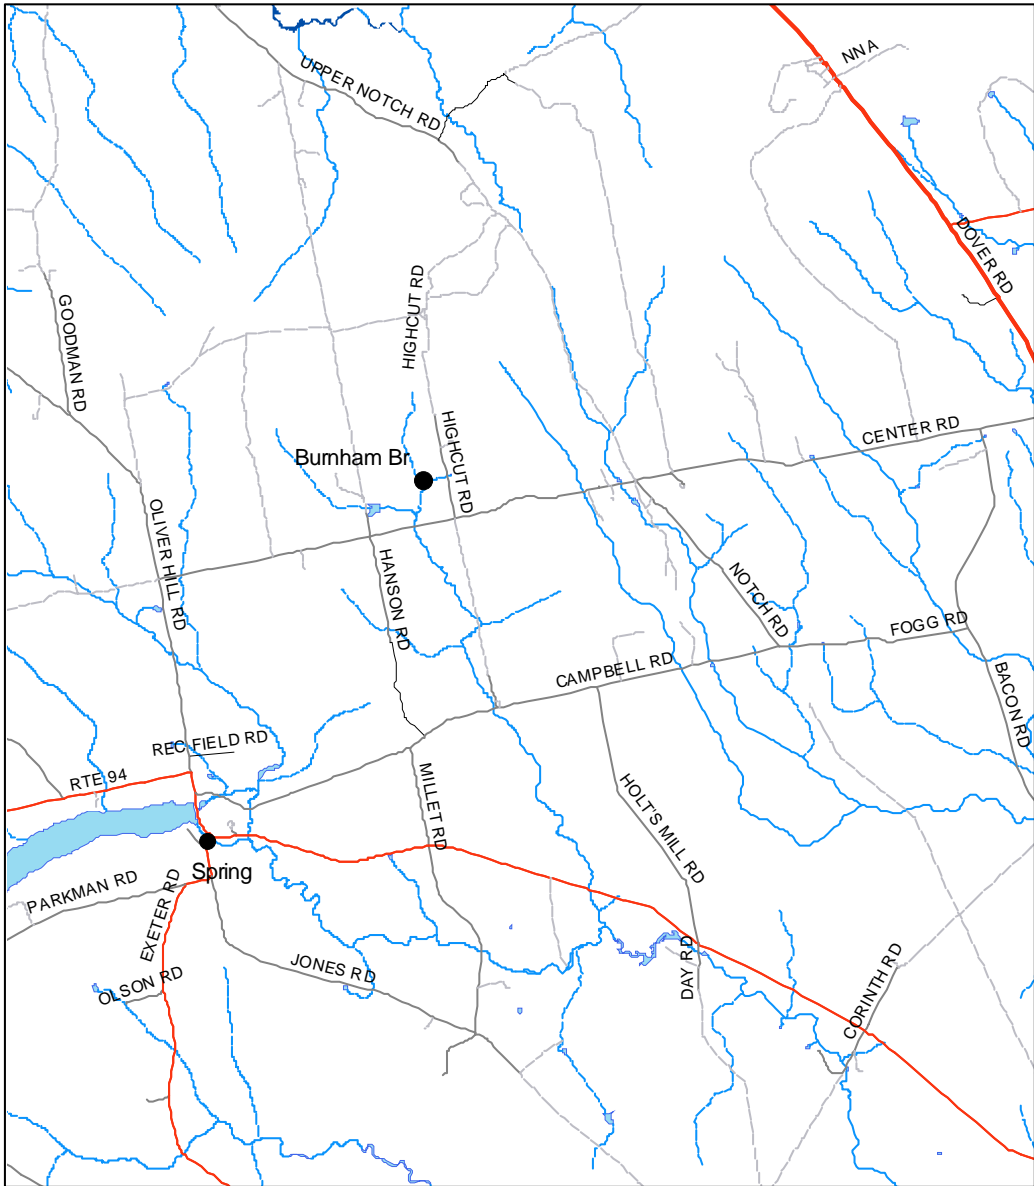 NNA
UPPER NOTCH RD
DOVER RD
HIGHCUT RD
GOODMAN RD
HIGHCUT RD
CENTER RD
Burnham Br
OLIVER HILL RD
HANSON RD
NOTCH RD
FOGG RD
CAMPBELL RD
BACON RD
REC FIELD RD
RTE 94
MILLET RD
HOLT'S MILL RD
Spring
PARKMAN RD
EXETER RD
JONES RD
OLSON RD
DAY RD
CORINTH RD